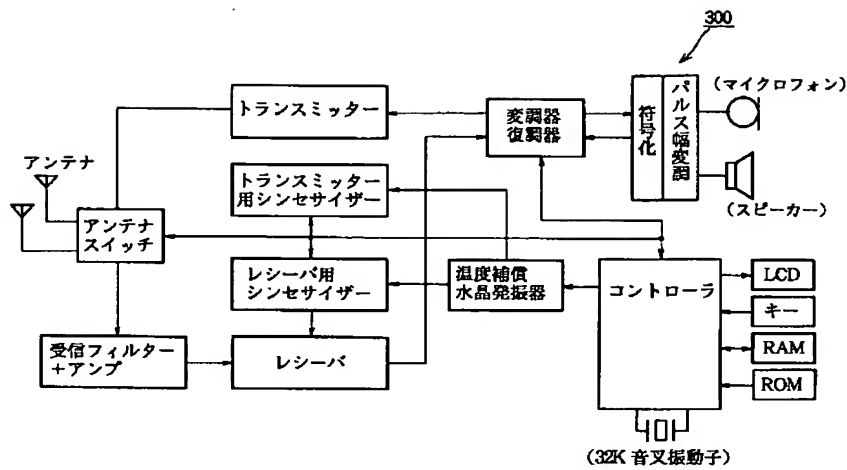 300
(マイクロフォン)
トランスミッター
変調器
復調器
符号化
パルス幅変調
アンテナ
トランスミッター
用シンセサイザー
(スピーカー)
アンテナ
スイッチ
レシーバ用
シンセサイザー
温度補償
水晶発振器
コントローラ
LCD
キー
受信フィルター
+アンプ
レシーバ
RAM
ROM
(32K 音叉振動子)